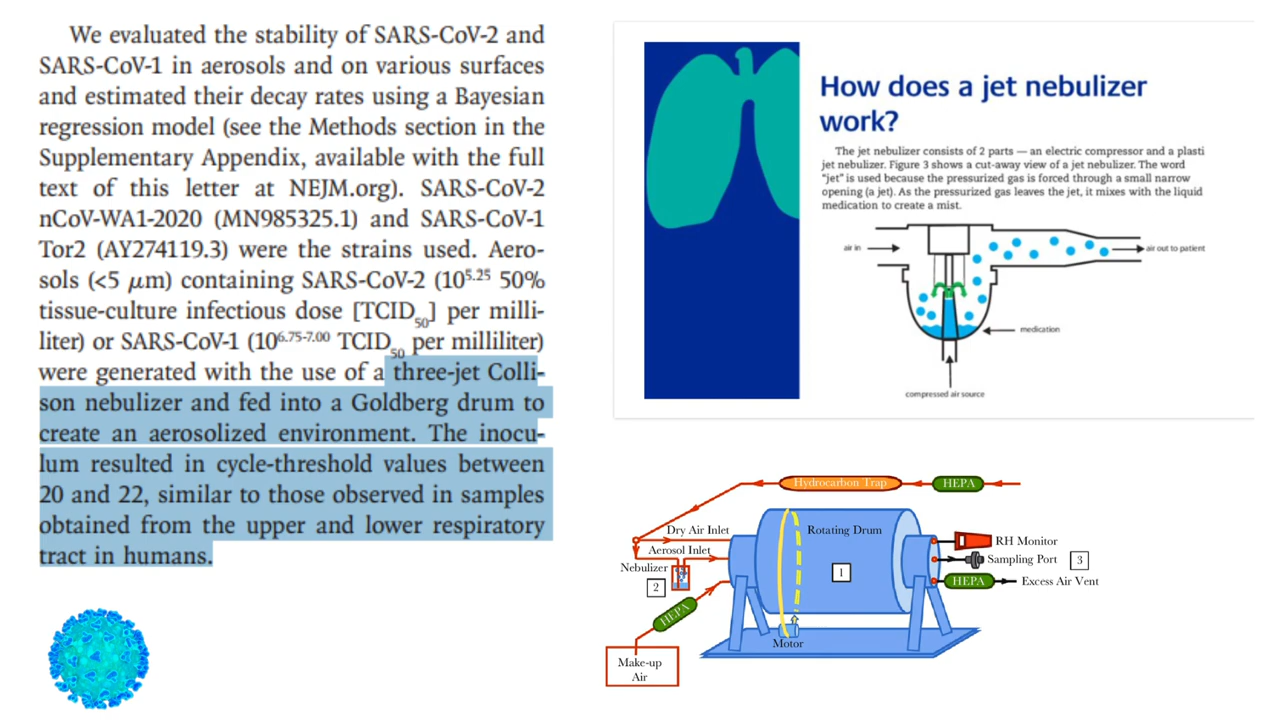 We evaluated the stability of SARS-CoV-2 and
SARS-CoV-1 in aerosols and on various surfaces
and estimated their decay rates using a Bayesian
regression model (see the Methods section in the
Supplementary Appendix, available with the full
text of this letter at NEJM.org). SARS-CoV-2
nCoV-WA1-2020 (MN985325.1) and SARS-CoV-1
Tor2 (AY274119.3) were the strains used. Aero-
sols (<5 μm) containing SARS-CoV-2 (10^5.25 50%
tissue-culture infectious dose [TCID50] per milli-
liter) or SARS-CoV-1 (10^6.75-7.00 TCID50 per milliliter)
were generated with the use of a three-jet Colli-
son nebulizer and fed into a Goldberg drum to
create an aerosolized environment. The inocu-
lum resulted in cycle-threshold values between
20 and 22, similar to those observed in samples
obtained from the upper and lower respiratory
tract in humans.
How does a jet nebulizer
work?
The jet nebulizer consists of 2 parts — an electric compressor and a plasti
jet nebulizer. Figure 3 shows a cut-away view of a jet nebulizer. The word
"jet" is used because the pressurized gas is forced through a small narrow
opening (a jet). As the pressurized gas leaves the jet, it mixes with the liquid
medication to create a mist.
air in
air out to patient
medication
compressed air source
Hydrocarbon Trap
HEPA
Dry Air Inlet
Rotating Drum
RH Monitor
Aerosol Inlet
Sampling Port
3
Nebulizer
1
2
HEPA
Excess Air Vent
HEPA
Motor
Make-up
Air